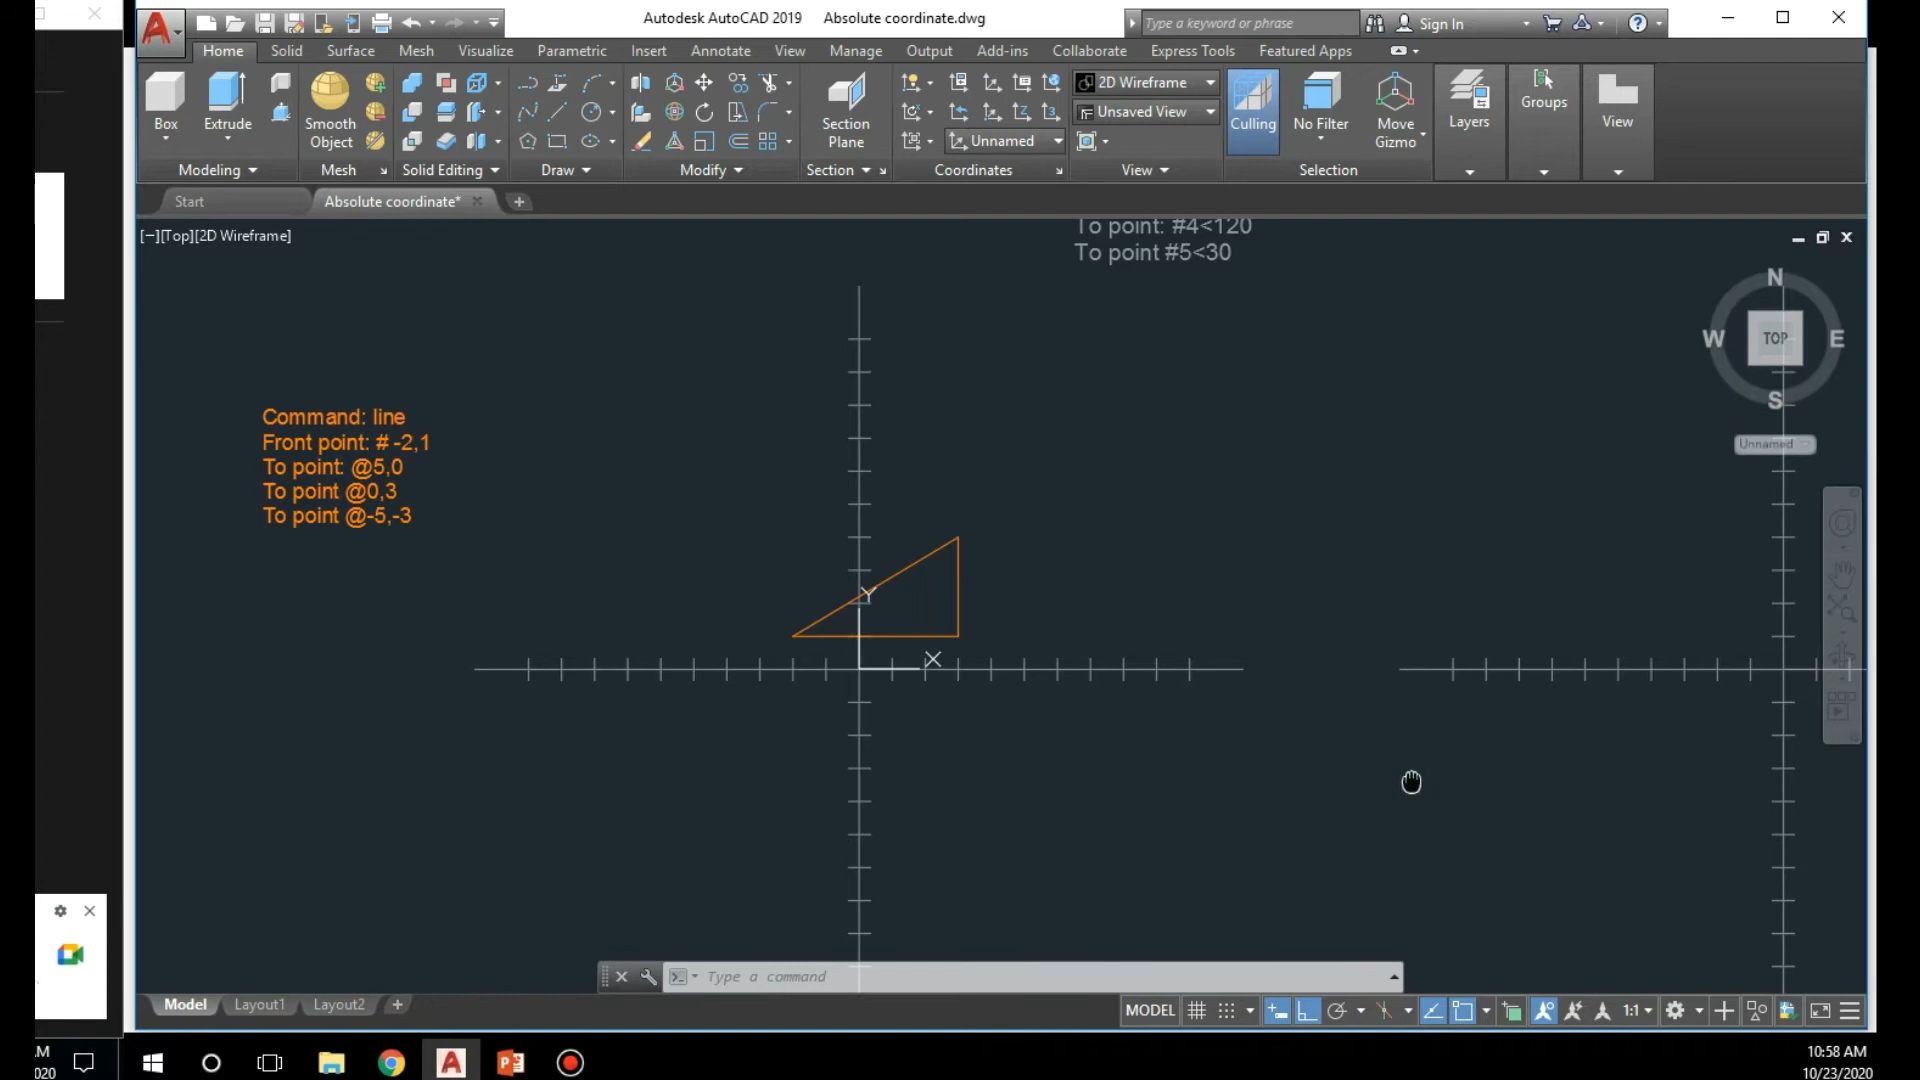 Autodesk AutoCAD 2019 Absolute coordinate.dwg
Type a keyword or phrase
Sign In
Home Solid Surface Mesh Visualize Parametric Insert Annotate View Manage Output Add-ins Collaborate Express Tools Featured Apps
2D Wireframe
Unsaved View
Unnamed
Box
Extrude
Smooth Object
Section Plane
Culling
No Filter
Move Gizmo
Layers
Groups
View
Modeling Mesh Solid Editing Draw Modify Section Coordinates View Selection
Start
Absolute coordinate*
[−][Top][2D Wireframe]
To point: #4<120
To point #5<30
N
W TOP E
S
Unnamed
Command: line
Front point: # -2,1
To point: @5,0
To point @0,3
To point @-5,-3
Y
X
Type a command
Model Layout1 Layout2
MODEL
1:1
AM
020
10:58 AM
10/23/2020